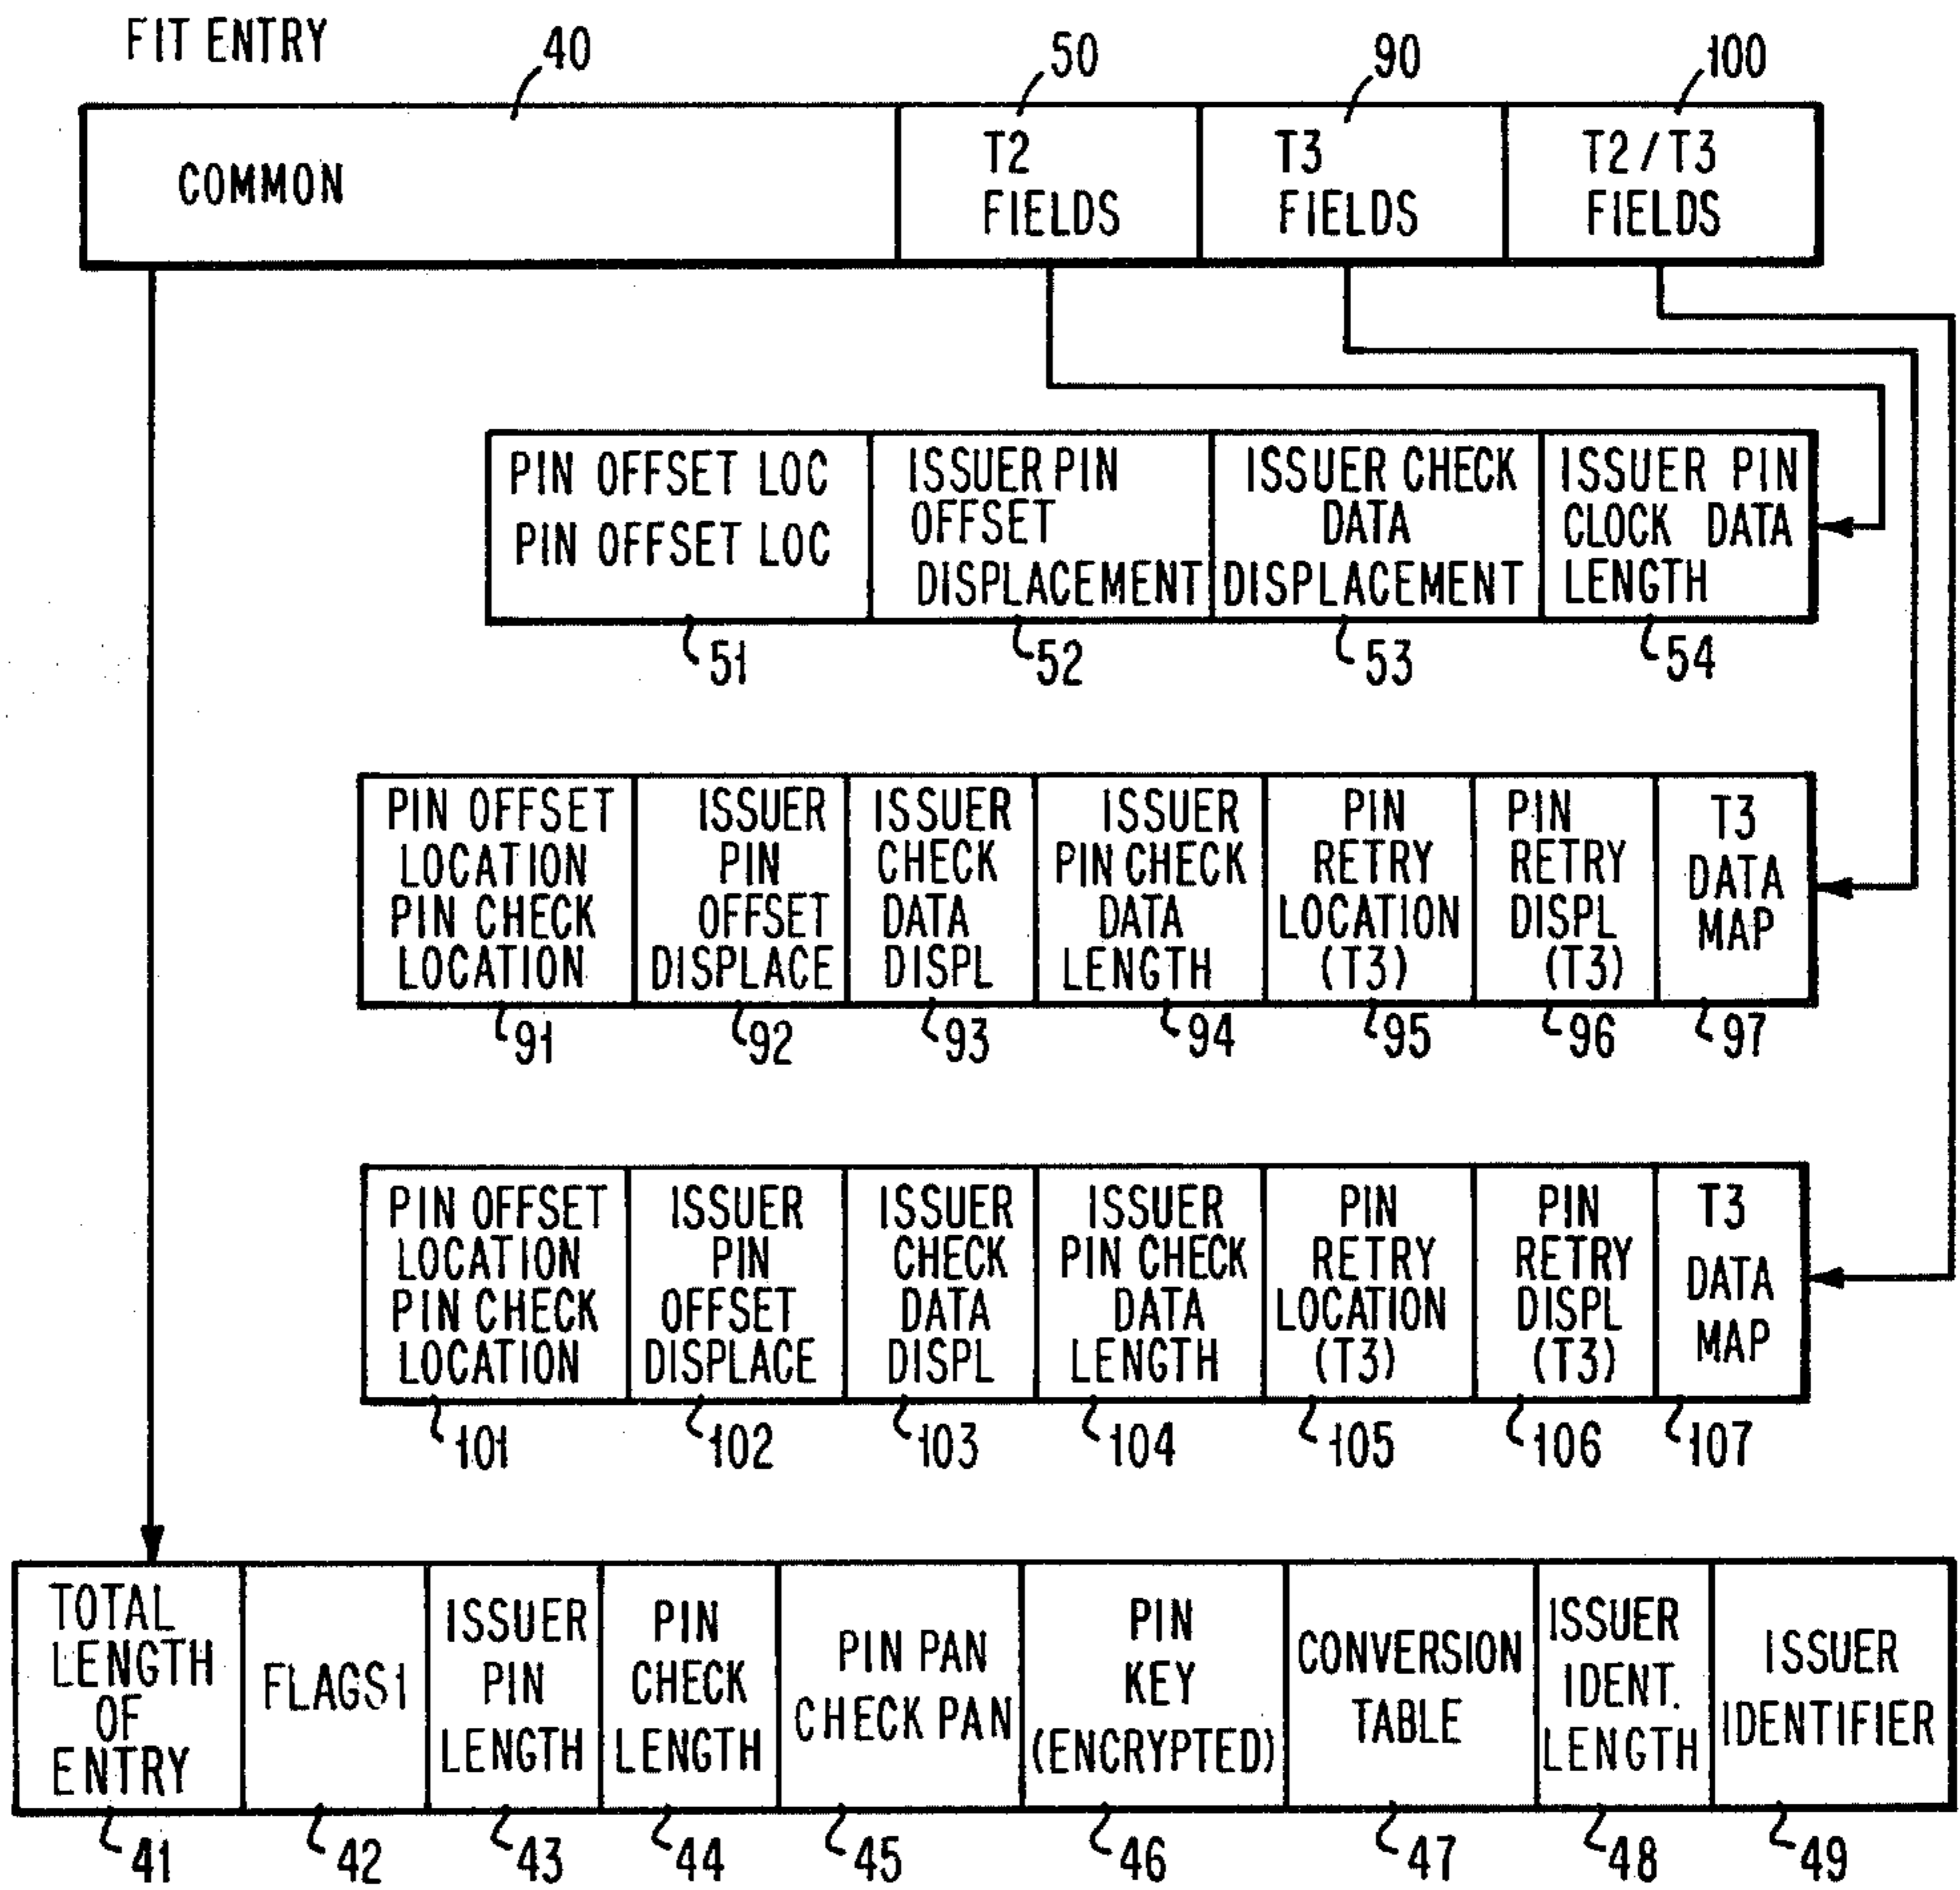 FIT ENTRY
40
50
90
100
COMMON
T2
FIELDS
T3
FIELDS
T2/T3
FIELDS
PIN OFFSET LOC
PIN OFFSET LOC
ISSUER PIN
OFFSET
DISPLACEMENT
ISSUER CHECK
DATA
DISPLACEMENT
ISSUER PIN
CLOCK DATA
LENGTH
51
52
53
54
PIN OFFSET
LOCATION
PIN CHECK
LOCATION
ISSUER
PIN
OFFSET
DISPLACE
ISSUER
CHECK
DATA
DISPL
ISSUER
PIN CHECK
DATA
LENGTH
PIN
RETRY
LOCATION
(T3)
PIN
RETRY
DISPL
(T3)
T3
DATA
MAP
91
92
93
94
95
96
97
PIN OFFSET
LOCATION
PIN CHECK
LOCATION
ISSUER
PIN
OFFSET
DISPLACE
ISSUER
CHECK
DATA
DISPL
ISSUER
PIN CHECK
DATA
LENGTH
PIN
RETRY
LOCATION
(T3)
PIN
RETRY
DISPL
(T3)
T3
DATA
MAP
101
102
103
104
105
106
107
TOTAL
LENGTH
OF
ENTRY
FLAGS1
ISSUER
PIN
LENGTH
PIN
CHECK
LENGTH
PIN PAN
CHECK PAN
PIN
KEY
(ENCRYPTED)
CONVERSION
TABLE
ISSUER
IDENT.
LENGTH
ISSUER
IDENTIFIER
41
42
43
44
45
46
47
48
49